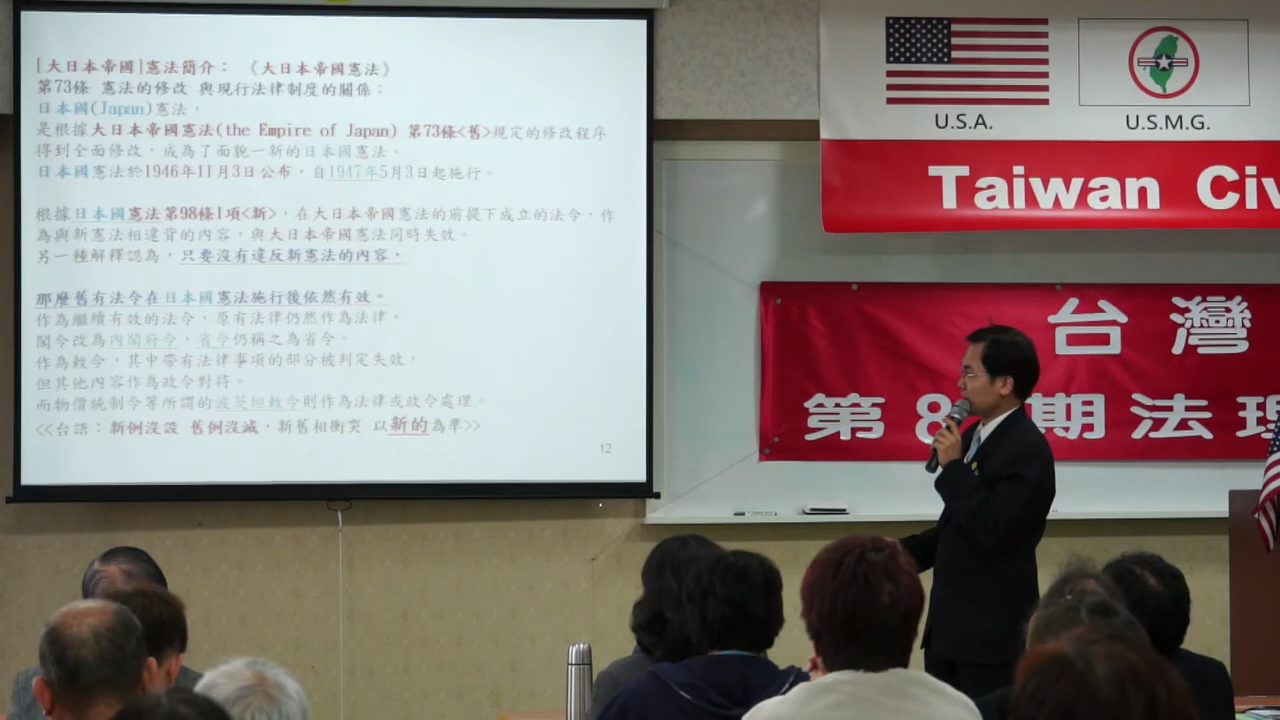 [大日本帝國]憲法簡介： 《大日本帝國憲法》
第73條 憲法的修改 與現行法律制度的關係：
日本國(Japan)憲法，
是根據大日本帝國憲法(the Empire of Japan) 第73條<舊>規定的修改程序
得到全面修改，成為了面貌一新的日本國憲法。
日本國憲法於1946年11月3日公布，自1947年5月3日起施行。
根據日本國憲法第98條1項<新>，在大日本帝國憲法的前提下成立的法令，作
為與新憲法相違背的內容，與大日本帝國憲法同時失效。
另一種解釋認為，只要沒有違反新憲法的內容，
那麼舊有法令在日本國憲法施行後依然有效。
作為繼續有效的法令，原有法律仍然作為法律，
閣令改為內閣府令，省令仍稱之為省令。
作為敕令，其中帶有法律事項的部分被判定失效，
但其他內容作為政令對待。
而物價統制令等所謂的波茨坦敕令則作為法律或政令處理。
<<台語：新例沒設 舊例沒滅，新舊相衝突 以新的為準>>
12
U.S.A.
U.S.M.G.
Taiwan Civ
台灣
第8 期法理